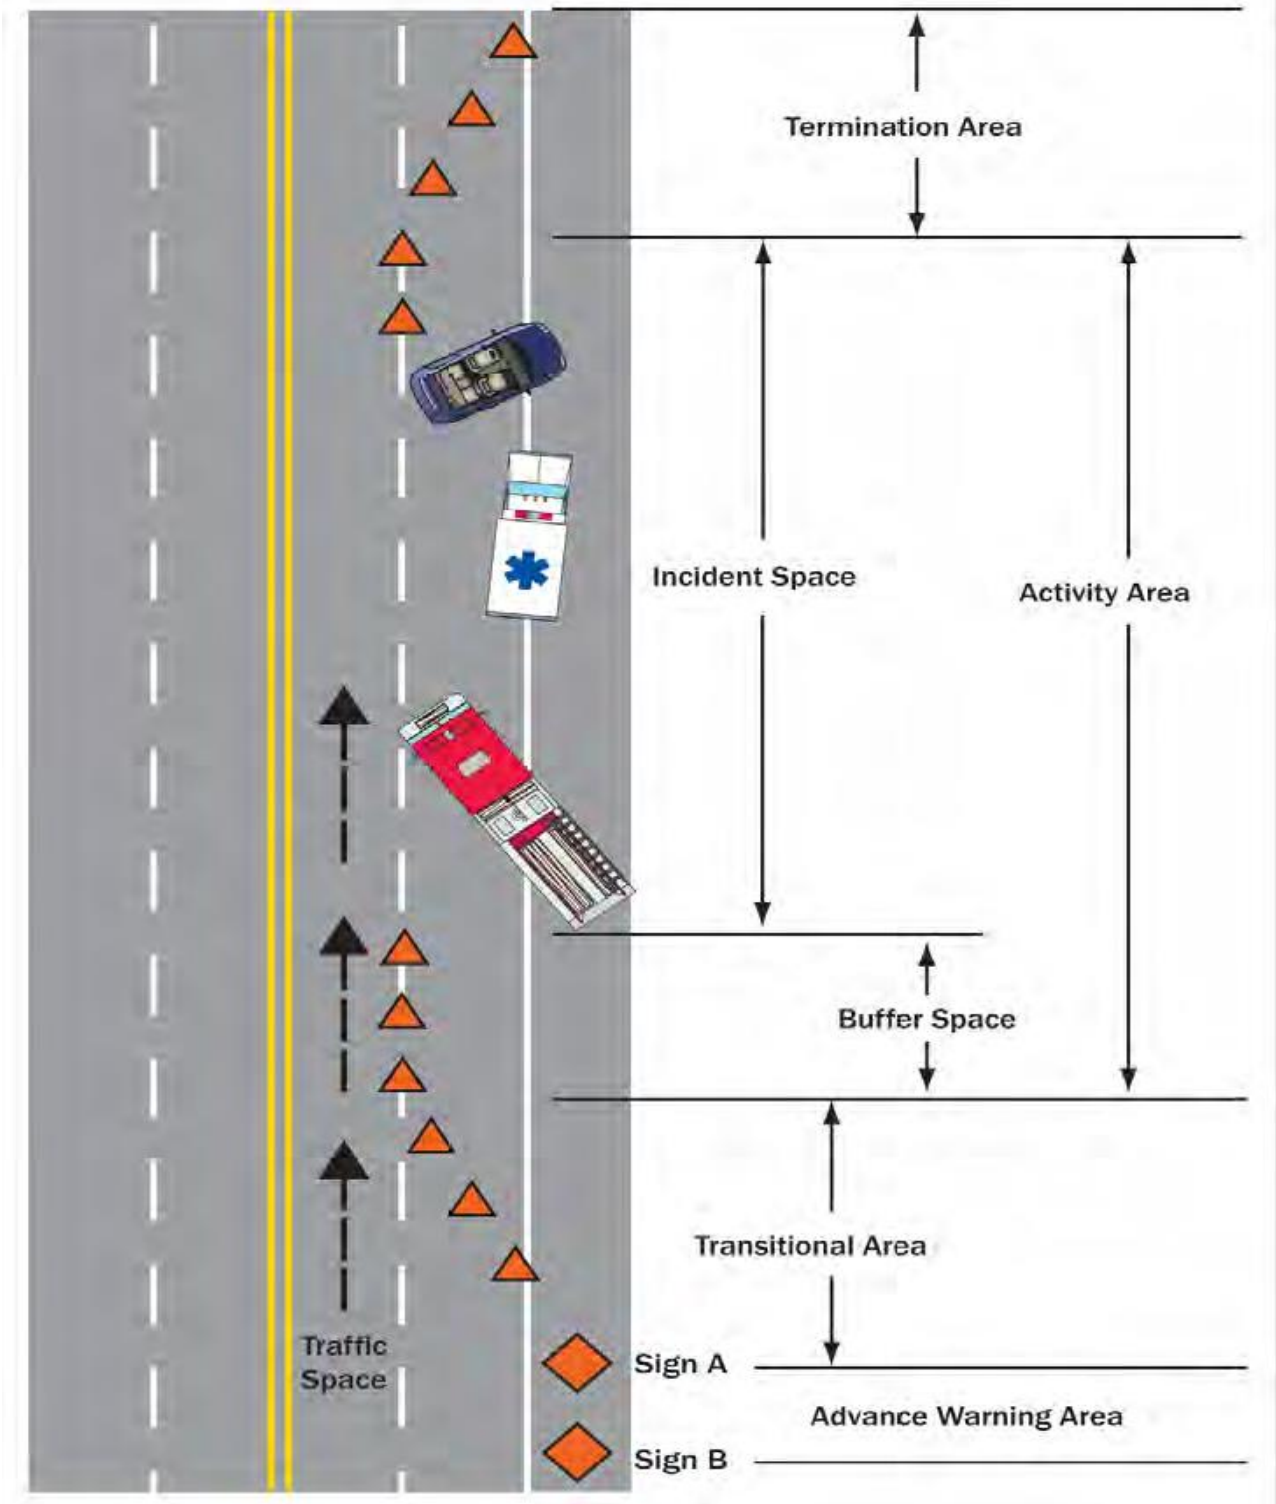 Termination Area
Incident Space
Activity Area
Buffer Space
Transitional Area
Traffic
Space
Sign A
Advance Warning Area
Sign B